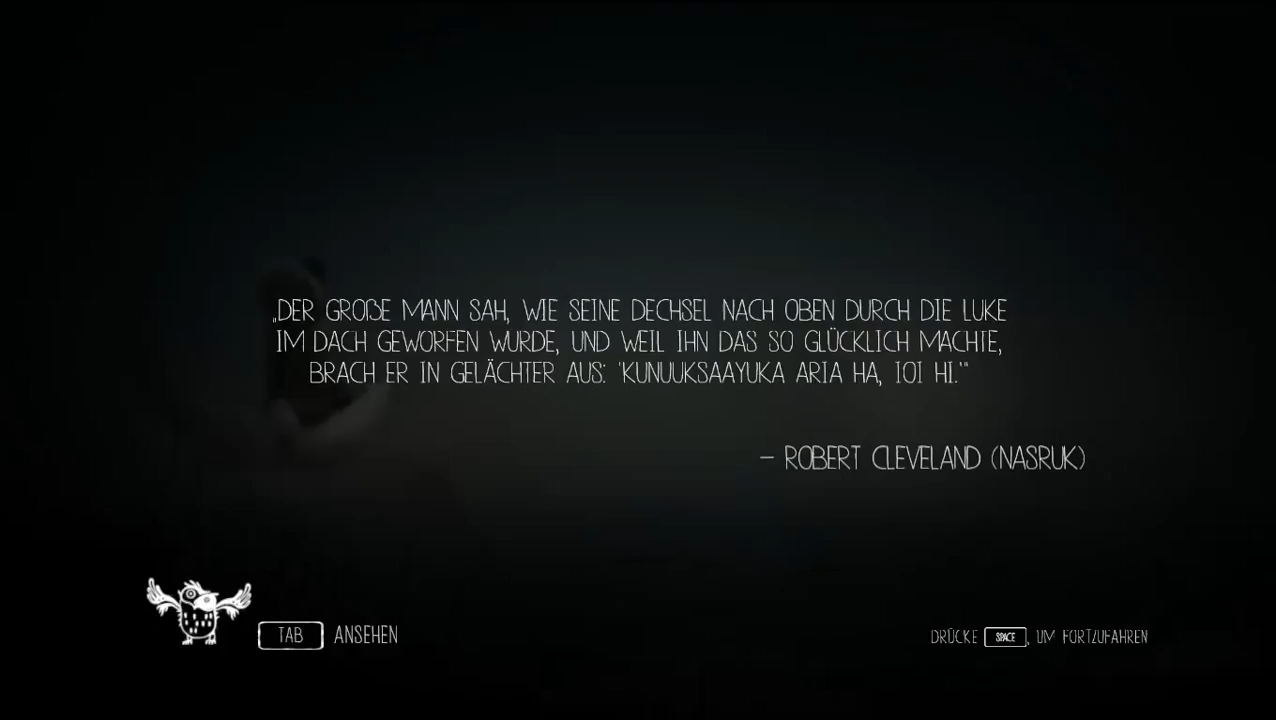 „DER GROẞE MANN SAH, WIE SEINE DECHSEL NACH OBEN DURCH DIE LUKE
IM DACH GEWORFEN WURDE, UND WEIL IHN DAS SO GLÜCKLICH MACHTE,
BRACH ER IN GELÄCHTER AUS: 'KUNUUKSAAYUKA ARIA HA, IOI HI.'"
– ROBERT CLEVELAND (NASRUK)
TAB ANSEHEN
DRÜCKE SPACE, UM FORTZUFAHREN